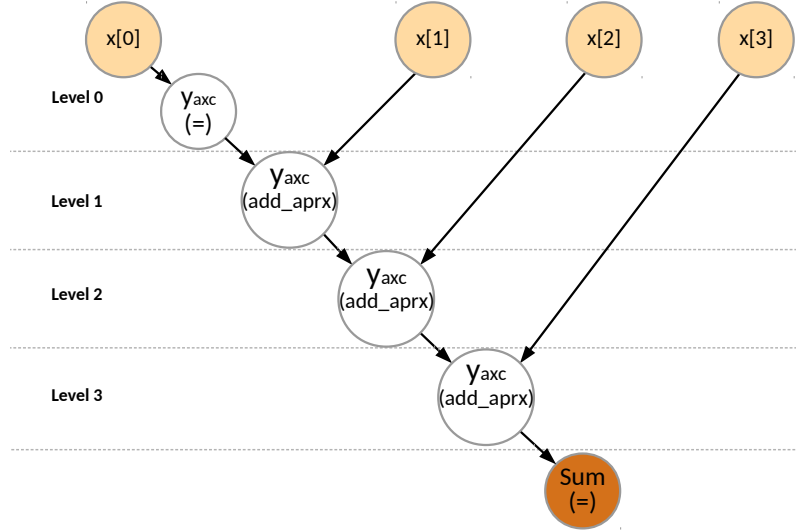 x[0]
x[1]
x[2]
x[3]
Level 0
yaxc
(=)
Level 1
yaxc
(add_aprx)
Level 2
yaxc
(add_aprx)
Level 3
yaxc
(add_aprx)
Sum
(=)